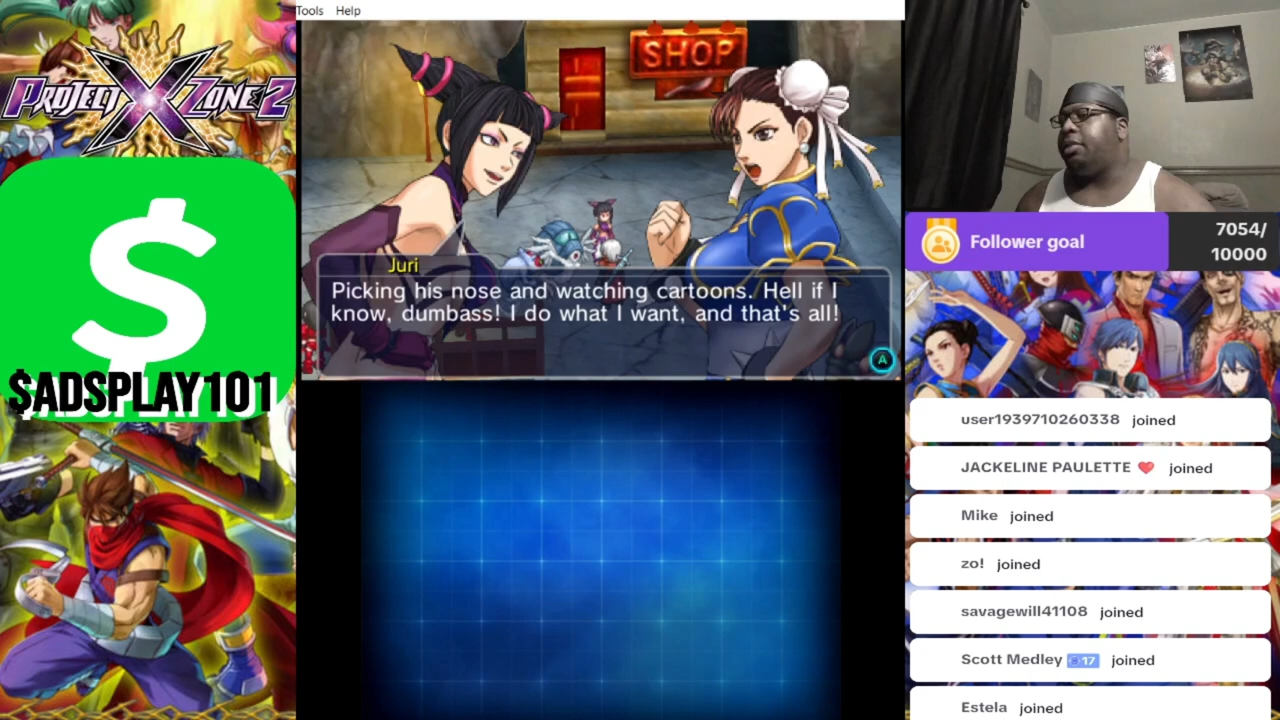 Tools Help
PROJECT X ZONE 2
$
$ADSPLAY101
SHOP
Juri
Picking his nose and watching cartoons. Hell if I
know, dumbass! I do what I want, and that's all!
A
Follower goal
7054/
10000
user1939710260338 joined
JACKELINE PAULETTE ❤ joined
Mike joined
zo! joined
savagewill41108 joined
Scott Medley 17 joined
Estela joined